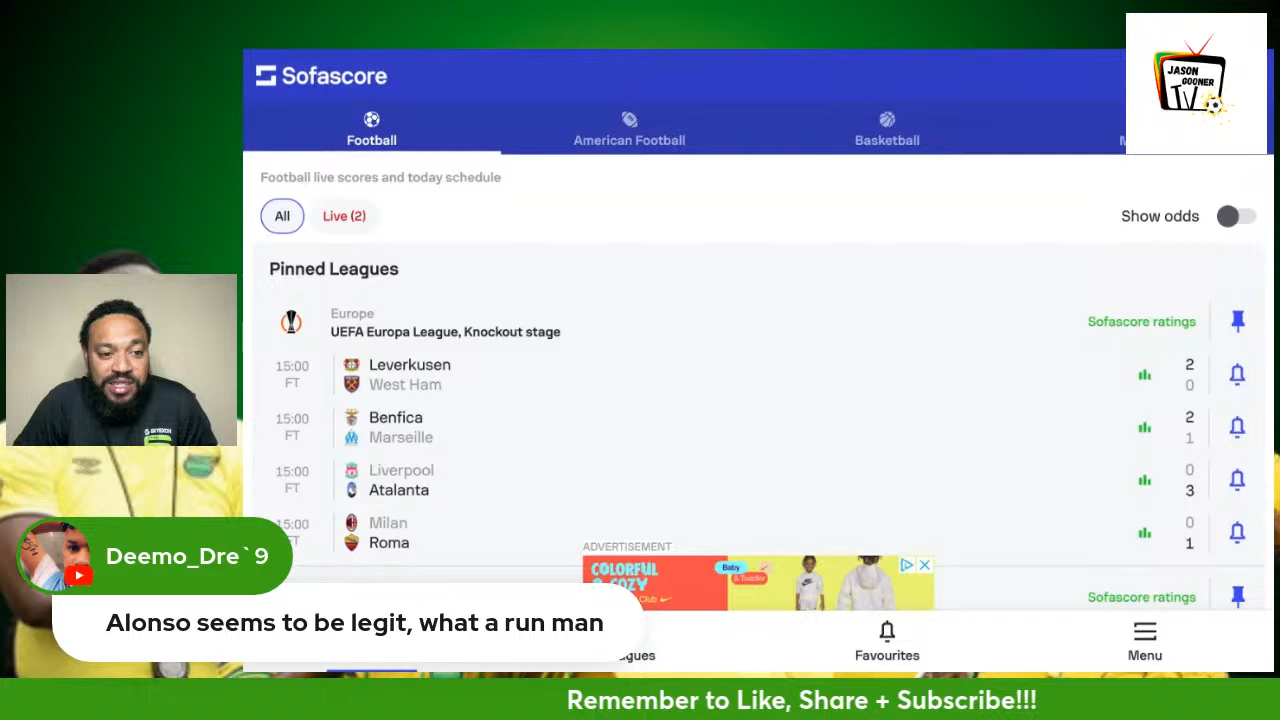 Sofascore
JASON
GOONER
TV
Football
American Football
Basketball
Football live scores and today schedule
All
Live (2)
Show odds
Pinned Leagues
Europe
UEFA Europa League, Knockout stage
Sofascore ratings
15:00
FT
Leverkusen
2
West Ham
0
15:00
FT
Benfica
2
Marseille
1
15:00
FT
Liverpool
0
Atalanta
3
Milan
0
Roma
1
ADVERTISEMENT
COLORFUL
Baby
& Toddler
Club
Sofascore ratings
Deemo_Dre`9
Alonso seems to be legit, what a run man
Favourites
Menu
Remember to Like, Share + Subscribe!!!